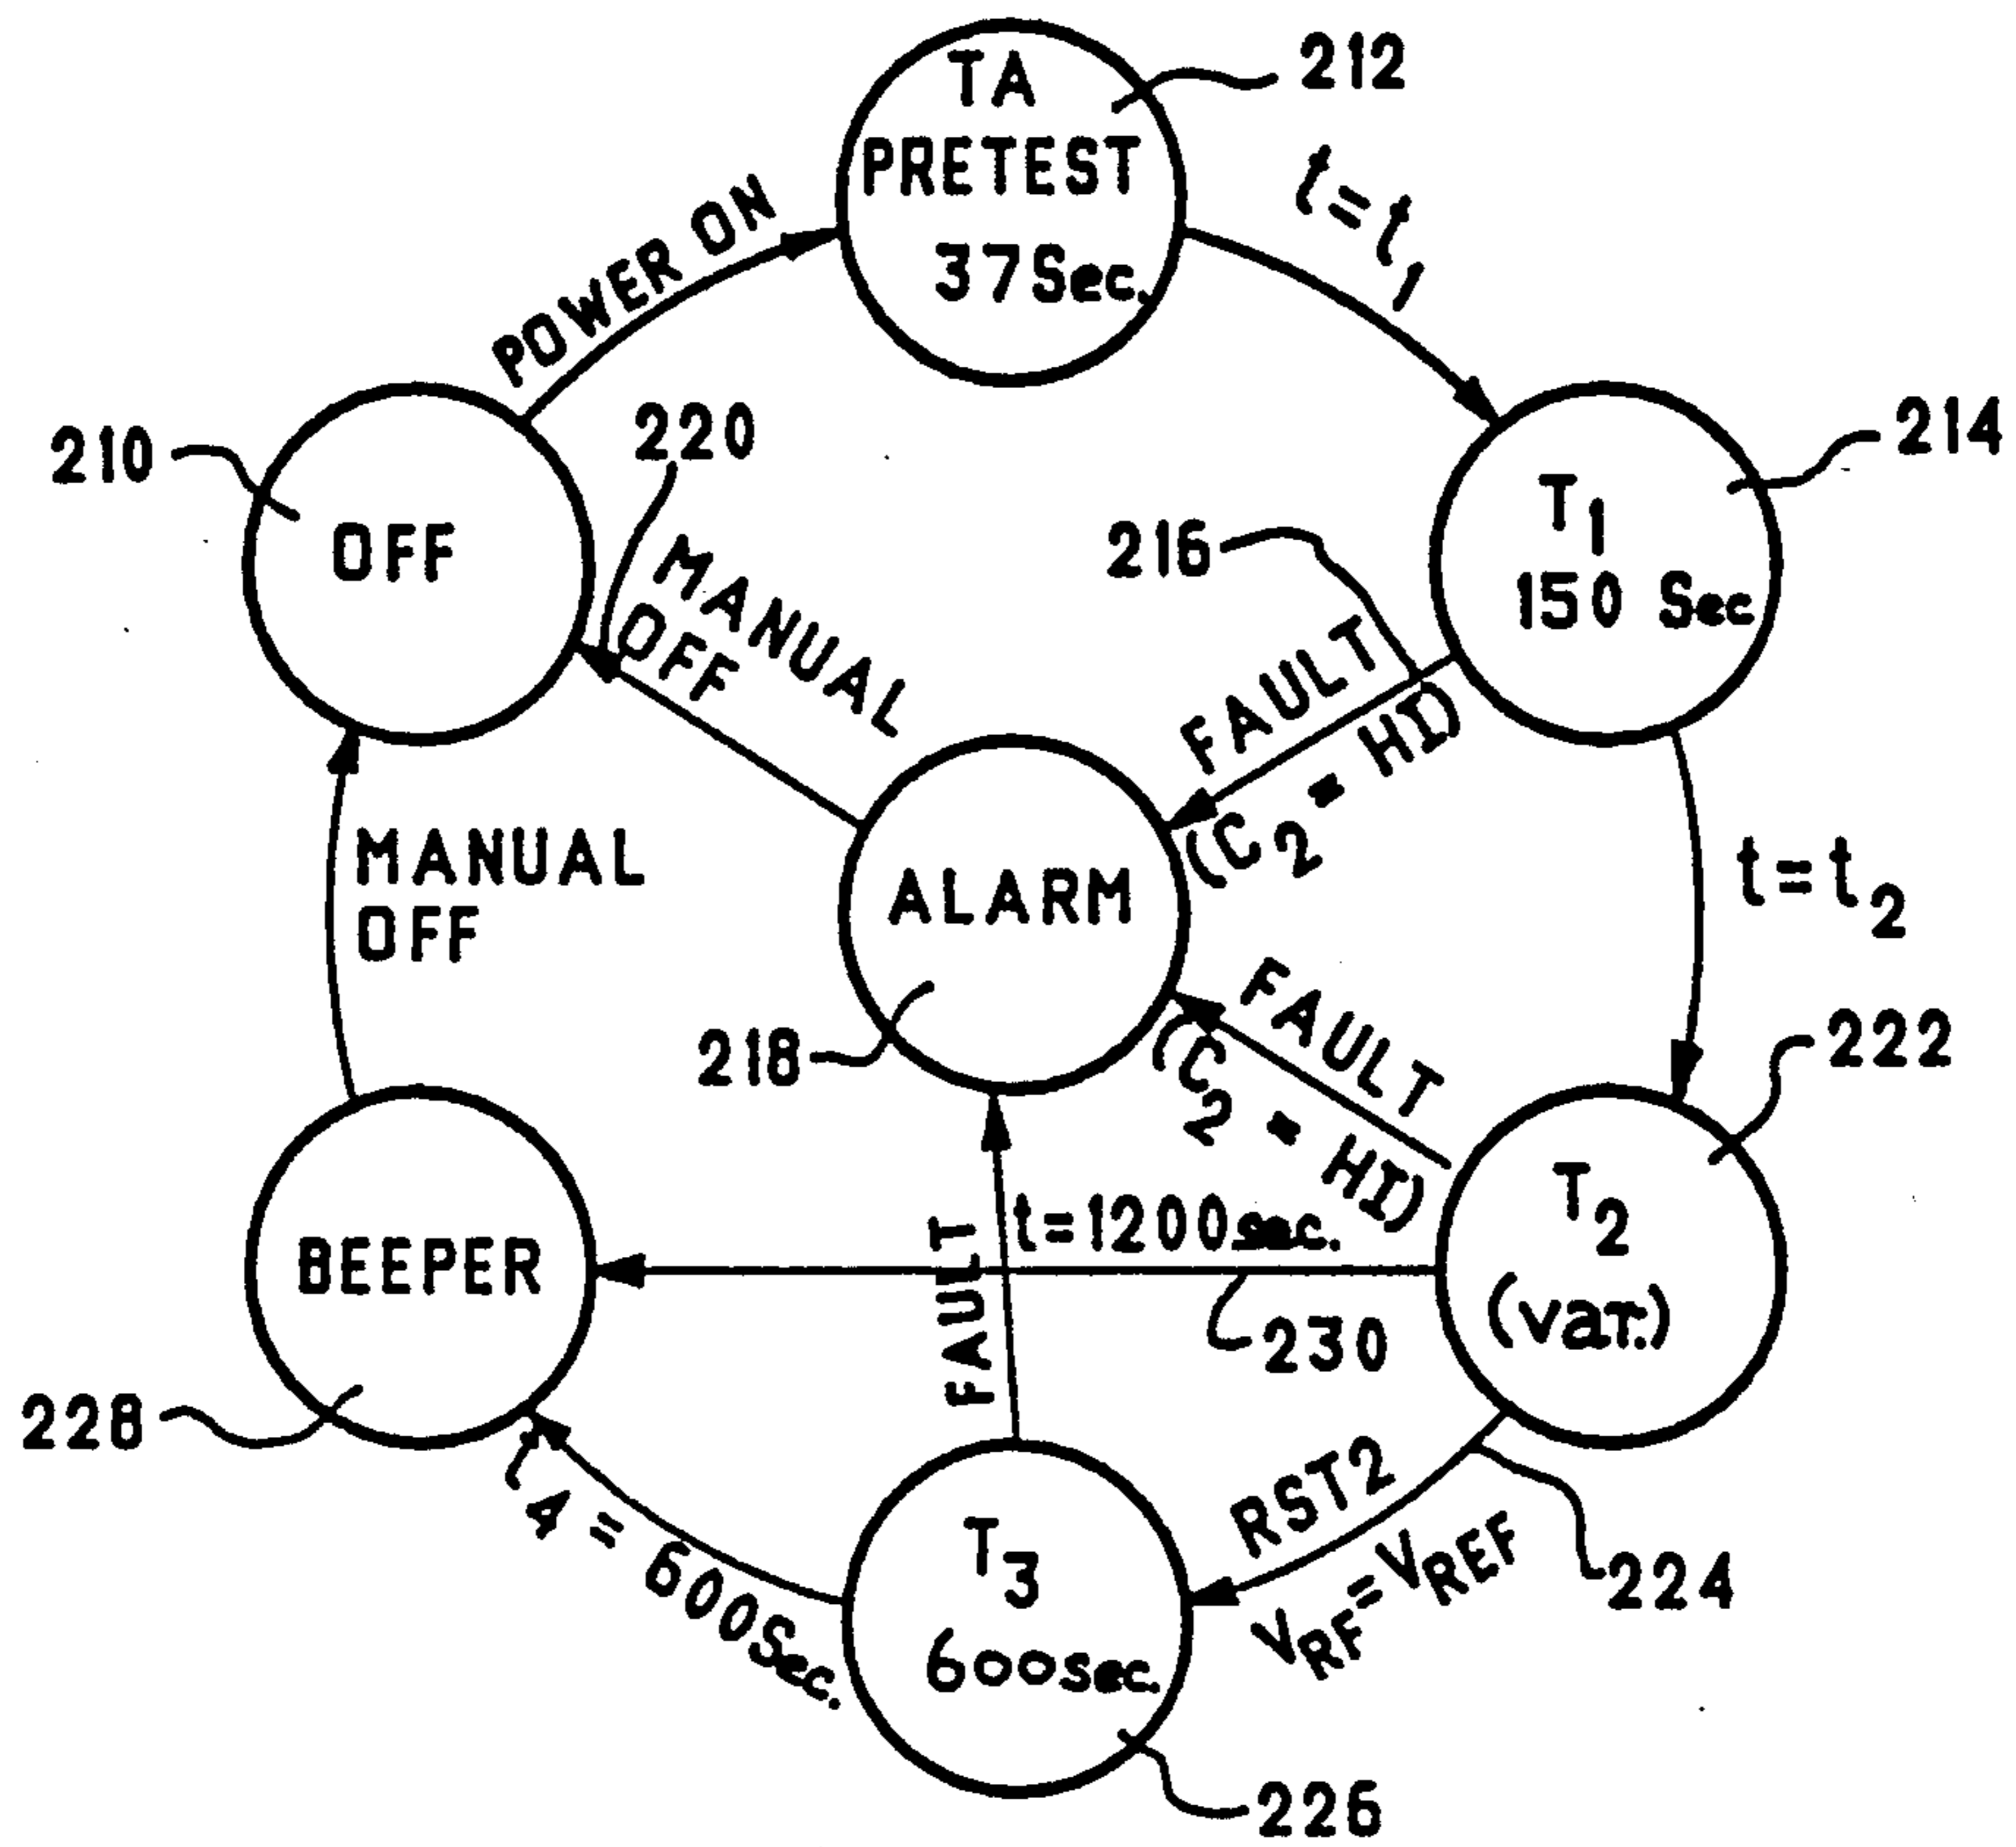 TA
PRETEST
37Sec.
212
t=t1
POWER ON
210
OFF
220
MANUAL
OFF
214
T1
150 Sec
216
FAULT
(C2=HI)
ALARM
218
MANUAL
OFF
t=t2
222
FAULT
(C2=HI)
T2
(var.)
t=1200sec.
230
BEEPER
228
FAULT
RST2
VRF=VREF
224
t4=600Sec.
T3
600sec.
226